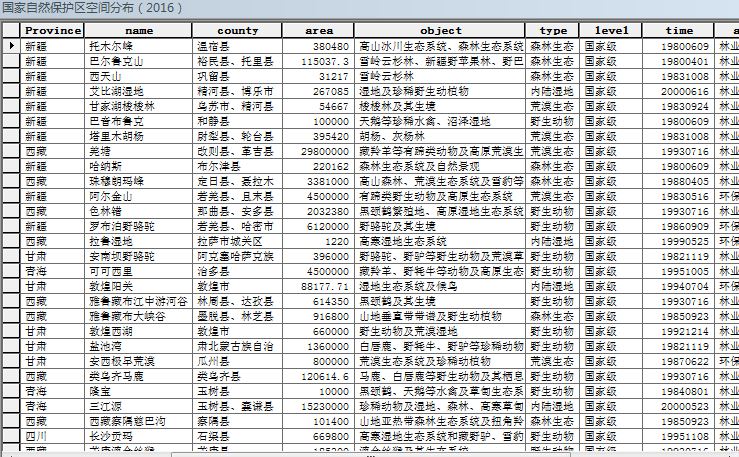 国家自然保护区空间分布（2016）
Province name county area object type level time
新疆 托木尔峰 温宿县 380480 高山冰川生态系统、森林生态系统 森林生态 国家级 19800609 林业
新疆 巴尔鲁克山 裕民县、托里县 115037.3 雪岭云杉林、新疆野苹果林、野巴 森林生态 国家级 19800401 林业
新疆 西天山 巩留县 31217 雪岭云杉林 森林生态 国家级 19831008 林业
新疆 艾比湖湿地 精河县、博乐市 267085 湿地及珍稀野生动植物 内陆湿地 国家级 20000616 林业
新疆 甘家湖梭梭林 乌苏市、精河县 54667 梭梭林及其生境 荒漠生态 国家级 19830924 林业
新疆 巴音布鲁克 和静县 100000 天鹅等珍稀水禽、沼泽湿地 野生动物 国家级 19800609 林业
新疆 塔里木胡杨 尉犁县、轮台县 395420 胡杨、灰杨林 荒漠生态 国家级 19831008 林业
西藏 羌塘 改则县、革吉县 29800000 藏羚羊等有蹄类动物及高原荒漠生 荒漠生态 国家级 19930716 林业
新疆 哈纳斯 布尔津县 220162 森林生态系统及自然景观 森林生态 国家级 19800609 林业
西藏 珠穆朗玛峰 定日县、聂拉木 3381000 高山森林、荒漠生态系统及雪豹等 森林生态 国家级 19880405 林业
新疆 阿尔金山 若羌县、且末县 4500000 有蹄类野生动物及高原生态系统 荒漠生态 国家级 19830516 环保
西藏 色林错 那曲县、安多县 2032380 黑颈鹤繁殖地、高原湿地生态系统 野生动物 国家级 19930716 林业
新疆 罗布泊野骆驼 若羌县、哈密市 6120000 野骆驼及其生境 野生动物 国家级 19860909 环保
西藏 拉鲁湿地 拉萨市城关区 1220 高寒湿地生态系统 内陆湿地 国家级 19990525 环保
甘肃 安南坝野骆驼 阿克塞哈萨克族 396000 野骆驼、野驴等野生动物及荒漠草 野生动物 国家级 19821119 林业
青海 可可西里 治多县 4500000 藏羚羊、野牦牛等动物及高原生态 野生动物 国家级 19951005 林业
甘肃 敦煌阳关 敦煌市 88177.71 湿地生态系统及候鸟 内陆湿地 国家级 19940704 环保
西藏 雅鲁藏布江中游河谷 林周县、达孜县 614350 黑颈鹤及其生境 野生动物 国家级 19930716 林业
西藏 雅鲁藏布大峡谷 墨脱县、林芝县 916800 山地垂直带带谱及野生动植物 森林生态 国家级 19850923 林业
甘肃 敦煌西湖 敦煌市 660000 野生动物及荒漠湿地 野生动物 国家级 19921214 林业
甘肃 盐池湾 肃北蒙古族自治 1360000 白唇鹿、野牦牛、野驴等珍稀动物 野生动物 国家级 19821119 林业
甘肃 安西极旱荒漠 瓜州县 800000 荒漠生态系统及珍稀动植物 荒漠生态 国家级 19870622 环保
西藏 类乌齐马鹿 类乌齐县 120614.6 马鹿、白唇鹿等野生动物及其栖息 野生动物 国家级 19930716 林业
青海 隆宝 玉树县 10000 黑颈鹤、天鹅等水禽及草甸生态系 野生动物 国家级 19840801 林业
青海 三江源 玉树县、囊谦县 15230000 珍稀动物及湿地、森林、高寒草甸 内陆湿地 国家级 20000523 林业
西藏 西藏察隅慈巴沟 察隅县 101400 山地亚热带森林生态系统及扭角羚 森林生态 国家级 19850923 林业
四川 长沙贡玛 石渠县 669800 高寒湿地生态系统和藏野驴、雪豹 野生动物 国家级 19951108 林业